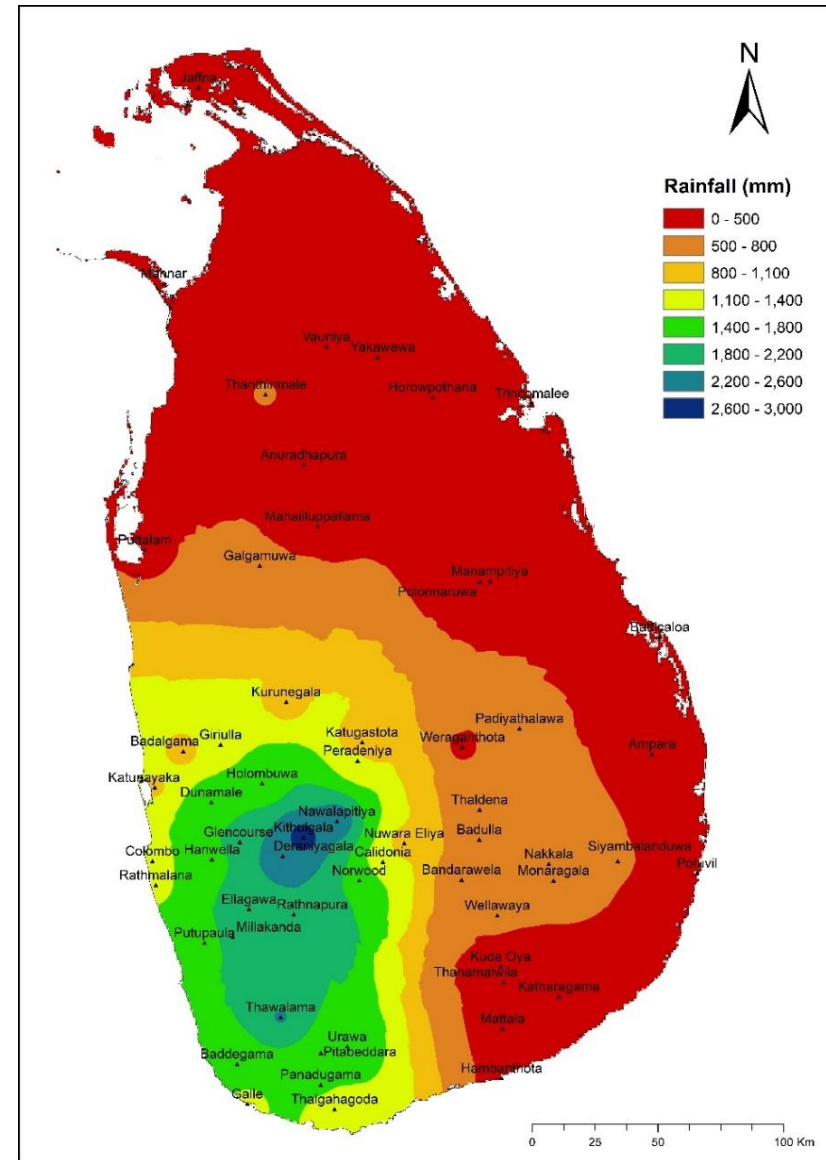 N
Jaffna
Rainfall (mm)
0 - 500
500 - 800
800 - 1,100
1,100 - 1,400
1,400 - 1,800
1,800 - 2,200
2,200 - 2,600
2,600 - 3,000
Mannar
Vauniya
Yakawewa
Thanthirimale
Horowpothana
Trincomalee
Anuradhapura
Mahailluppallama
Puttalam
Galgamuwa
Manampitiya
Polonnaruwa
Batticaloa
Kurunegala
Padiyathalawa
Giriulla
Katugastota
Badalgama
Weraganthota
Ampara
Peradeniya
Katunayaka
Holombuwa
Dunamale
Thaldena
Nawalapitiya
Kithulgala
Nuwara Eliya
Badulla
Glencourse
Colombo
Hanwella
Deraniyagala
Calidonia
Nakkala
Siyambalanduwa
Potuvil
Rathmalana
Norwood
Bandarawela
Monaragala
Ellagawa
Rathnapura
Wellawaya
Putupaula
Millakanda
Kuda Oya
Thanamalwila
Katharagama
Thawalama
Mattala
Urawa
Baddegama
Pitabeddara
Panadugama
Hambanthota
Galle
Thalgahagoda
0 25 50 100 Km